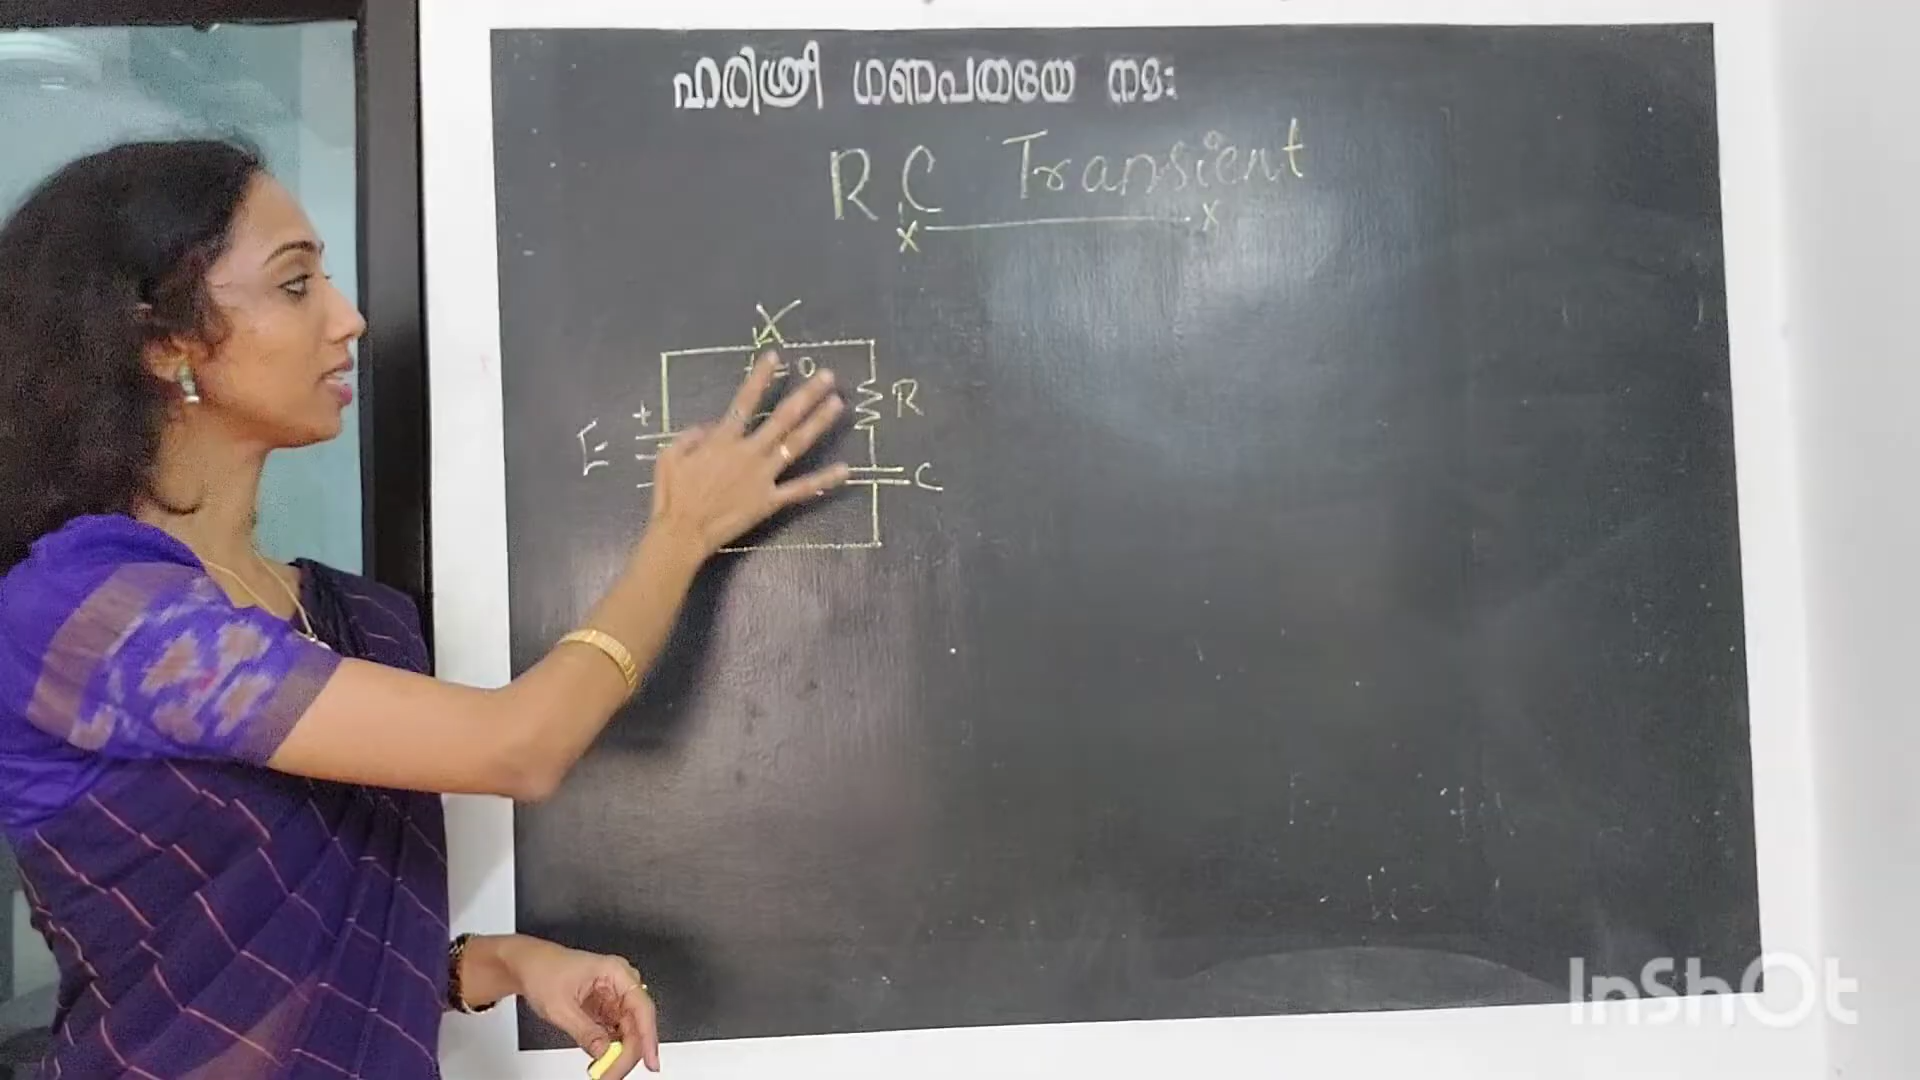 ഹരിശ്രീ ഗണപതയേ നമഃ
RC Transient
x x
t=0
+
R
E
C
InShOt